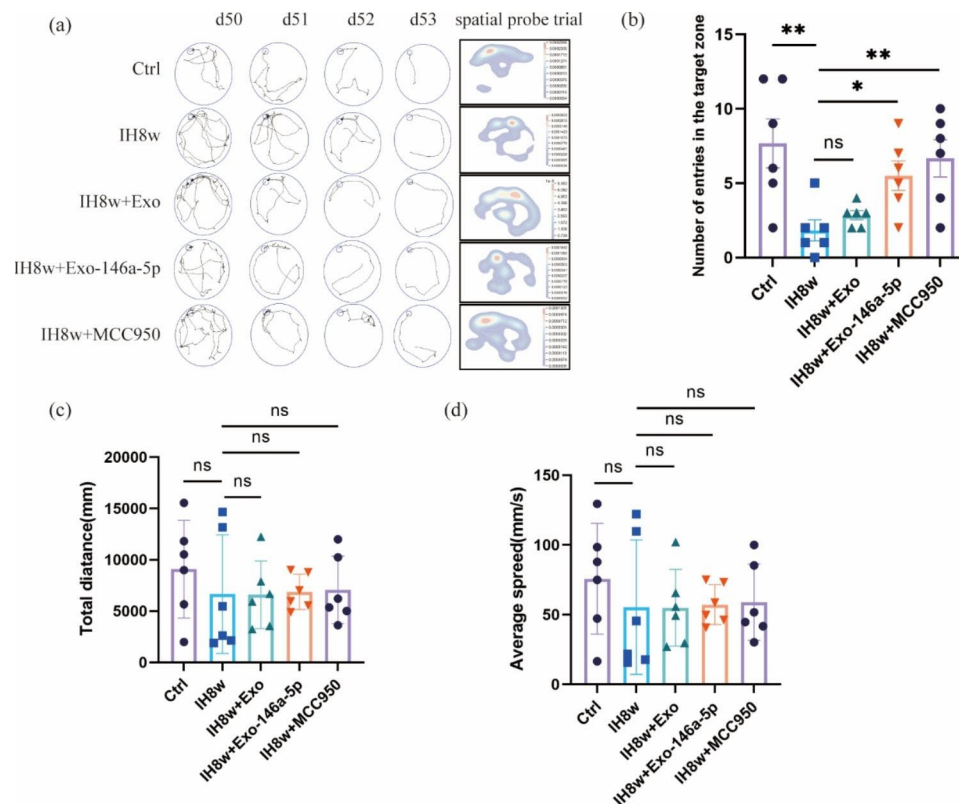 (a)
d50 d51 d52 d53 spatial probe trial
Ctrl
IH8w
IH8w+Exo
IH8w+Exo-146a-5p
IH8w+MCC950
(b)
Number of entries in the target zone
15
10
5
0
**
**
*
ns
Ctrl
IH8w
IH8w+Exo
IH8w+Exo-146a-5p
IH8w+MCC950
(c)
Total diatance(mm)
20000
15000
10000
5000
0
ns
ns
ns
ns
Ctrl
IH8w
IH8w+Exo
IH8w+Exo-146a-5p
IH8w+MCC950
(d)
Average spreed(mm/s)
150
100
50
0
ns
ns
ns
ns
Ctrl
IH8w
IH8w+Exo
IH8w+Exo-146a-5p
IH8w+MCC950